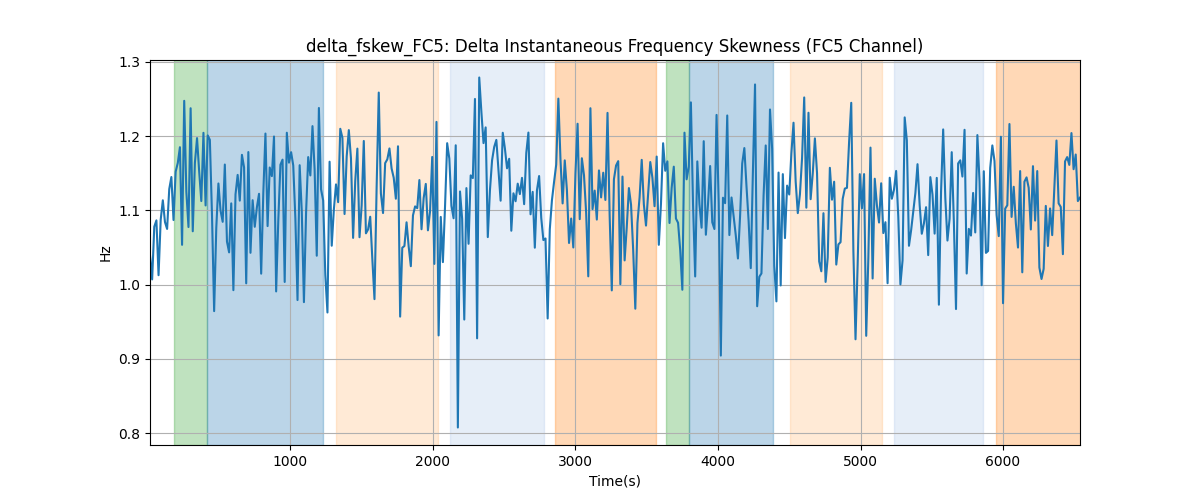 delta_fskew_FC5: Delta Instantaneous Frequency Skewness (FC5 Channel)
1.3
1.2
1.1
1.0
0.9
0.8
Hz
1000 2000 3000 4000 5000 6000
Time(s)